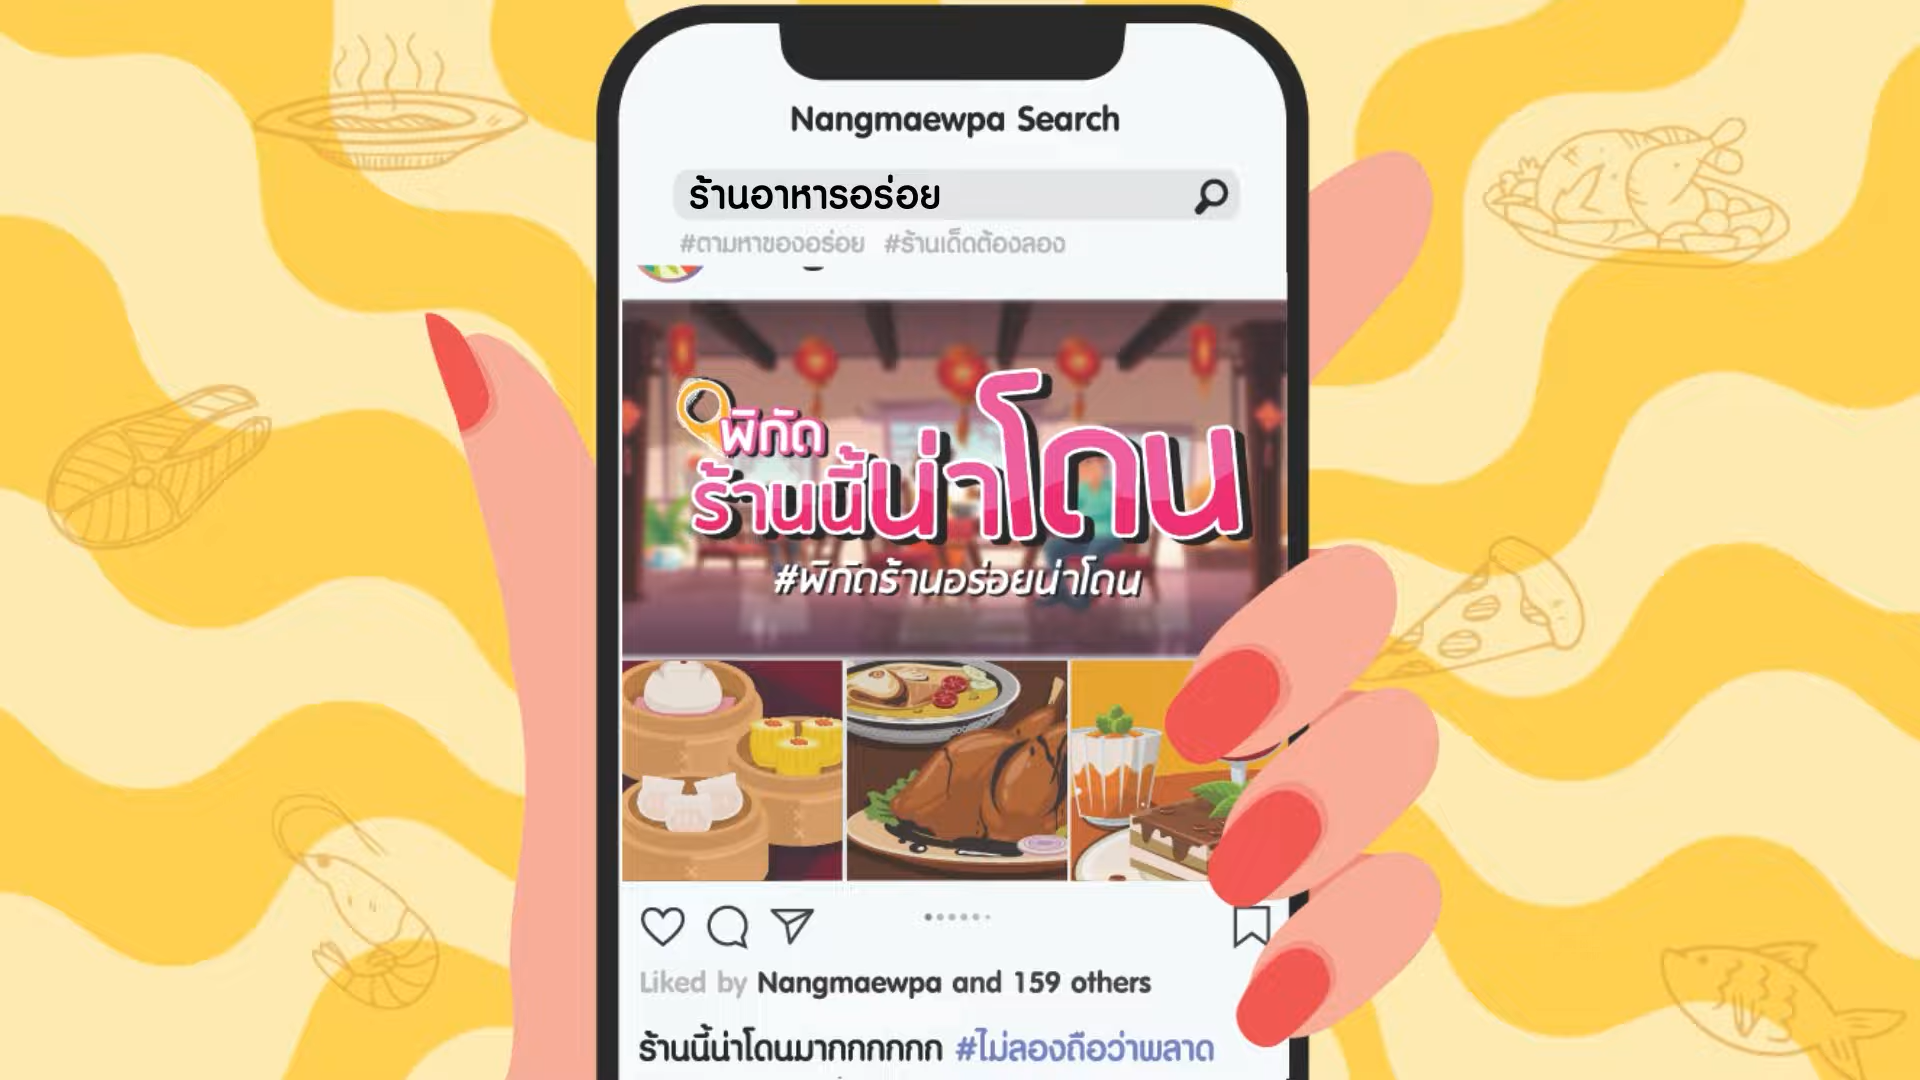 Nangmaewpa Search
ร้านอาหารอร่อย
#ตามหาของอร่อย #ร้านเด็ดต้องลอง
พิกัด
ร้านนี้น่าโดน
#พิกัดร้านอร่อยน่าโดน
Liked by Nangmaewpa and 159 others
ร้านนี้น่าโดนมากกกกกกก #ไม่ลองถือว่าพลาด